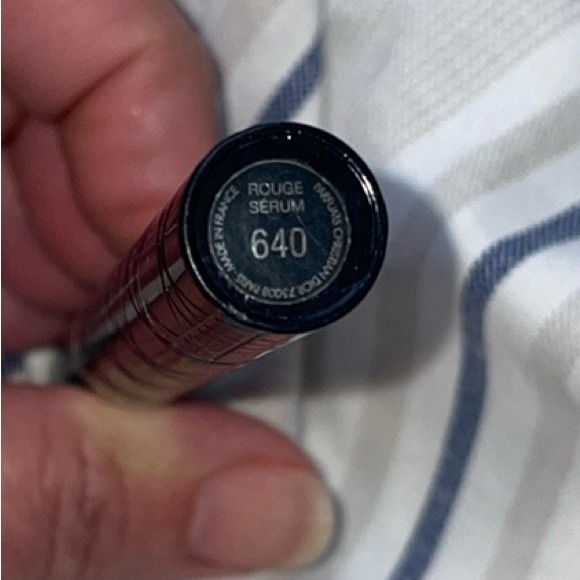 ROUGE
SÉRUM
640
MADE IN FRANCE
PARFUMS CHRISTIAN DIOR 75008 PARIS